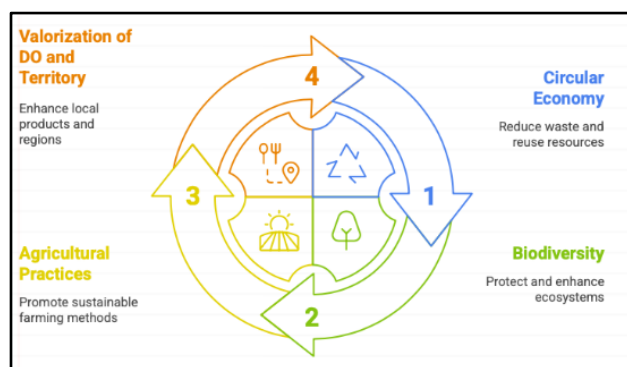 Valorization of
DO and
Territory
Enhance local
products and
regions
4
Circular
Economy
Reduce waste and
reuse resources
3
1
Agricultural
Practices
Promote sustainable
farming methods
Biodiversity
Protect and enhance
ecosystems
2